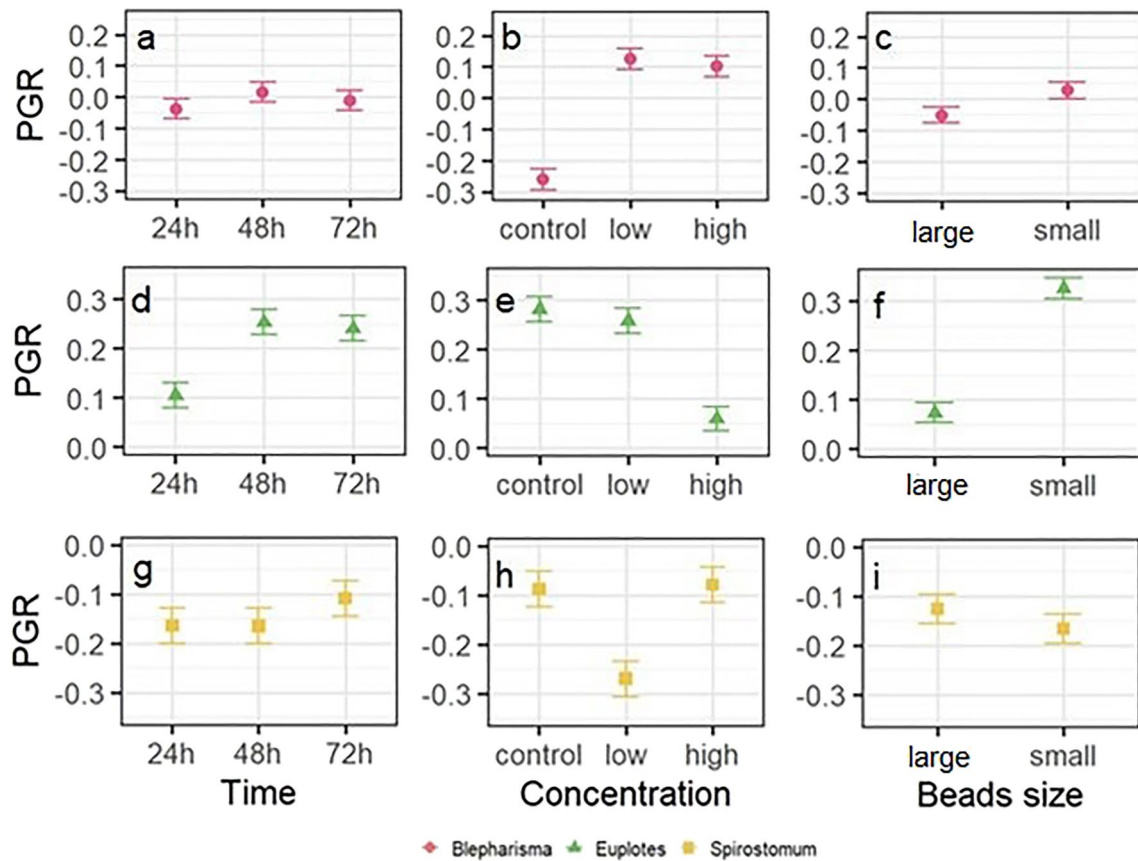 a
b
c
PGR
0.2
0.1
0.0
-0.1
-0.2
-0.3
24h 48h 72h
0.2
0.1
0.0
-0.1
-0.2
-0.3
control low high
0.2
0.1
0.0
-0.1
-0.2
-0.3
large small
d
e
f
PGR
0.3
0.2
0.1
0.0
24h 48h 72h
0.3
0.2
0.1
0.0
control low high
0.3
0.2
0.1
0.0
large small
g
h
i
PGR
0.0
-0.1
-0.2
-0.3
24h 48h 72h
0.0
-0.1
-0.2
-0.3
control low high
0.0
-0.1
-0.2
-0.3
large small
Time Concentration Beads size
Blepharisma Euplotes Spirostomum